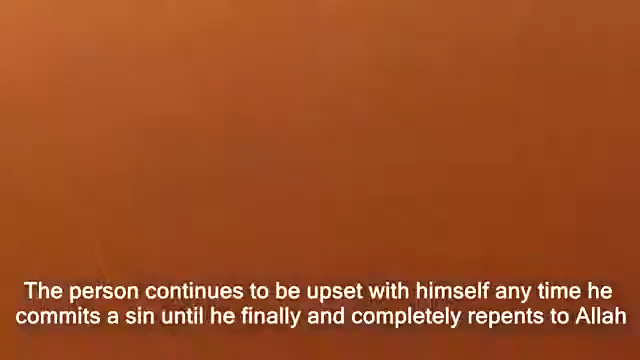 The person continues to be upset with himself any time he
commits a sin until he finally and completely repents to Allah